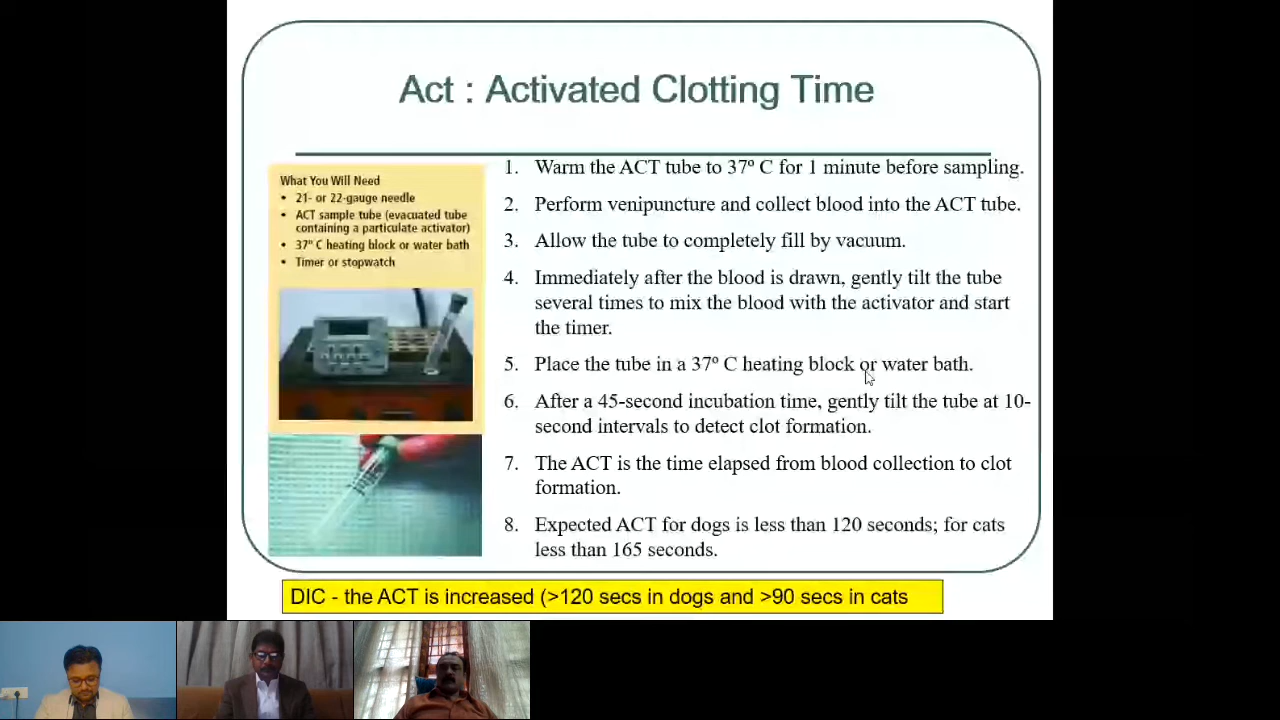 Act : Activated Clotting Time
What You Will Need
• 21- or 22-gauge needle
• ACT sample tube (evacuated tube
containing a particulate activator)
• 37º C heating block or water bath
• Timer or stopwatch
1. Warm the ACT tube to 37º C for 1 minute before sampling.
2. Perform venipuncture and collect blood into the ACT tube.
3. Allow the tube to completely fill by vacuum.
4. Immediately after the blood is drawn, gently tilt the tube
several times to mix the blood with the activator and start
the timer.
5. Place the tube in a 37º C heating block or water bath.
6. After a 45-second incubation time, gently tilt the tube at 10-
second intervals to detect clot formation.
7. The ACT is the time elapsed from blood collection to clot
formation.
8. Expected ACT for dogs is less than 120 seconds; for cats
less than 165 seconds.
DIC - the ACT is increased (>120 secs in dogs and >90 secs in cats